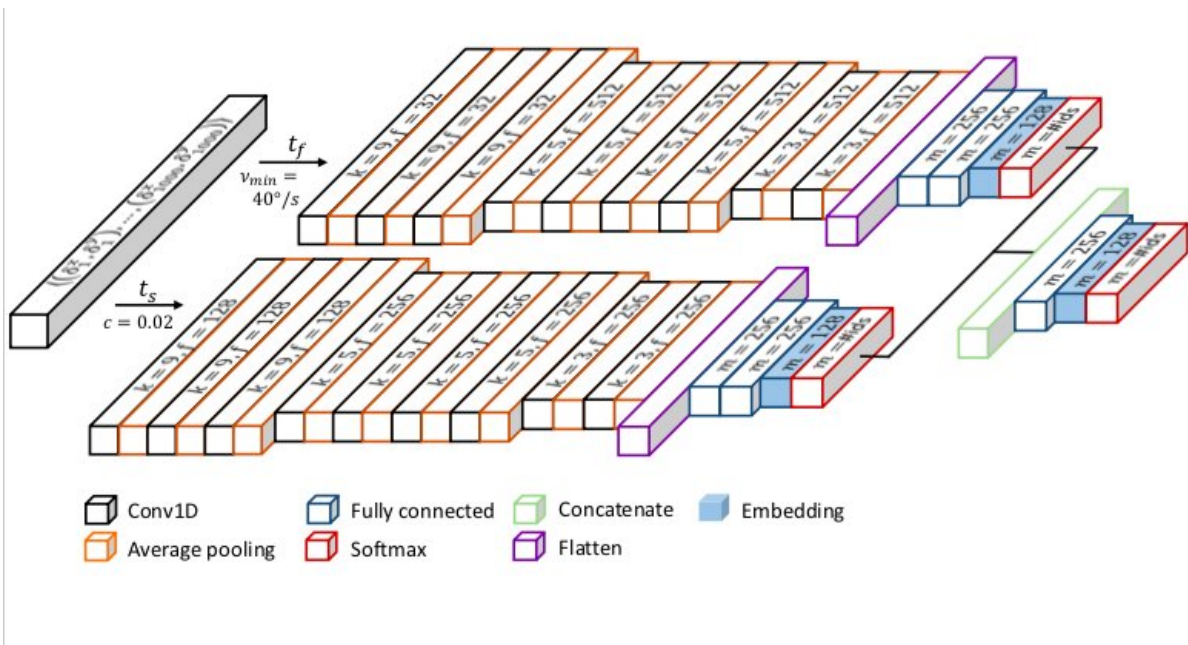 ((δ₁ˣ, δ₁ʸ), …, (δ₁₀₀₀ˣ, δ₁₀₀₀ʸ))
t_f
v_min =
40°/s
k = 9, f = 32
k = 9, f = 32
k = 9, f = 32
k = 5, f = 512
k = 5, f = 512
k = 5, f = 512
k = 5, f = 512
k = 3, f = 512
k = 3, f = 512
m = 256
m = 256
m = 128
m = #ids
t_s
c = 0.02
k = 9, f = 128
k = 9, f = 128
k = 9, f = 128
k = 5, f = 256
k = 5, f = 256
k = 5, f = 256
k = 5, f = 256
k = 3, f = 256
k = 3, f = 256
m = 256
m = 256
m = 128
m = #ids
m = 256
m = 128
m = #ids
Conv1D
Fully connected
Concatenate
Embedding
Average pooling
Softmax
Flatten